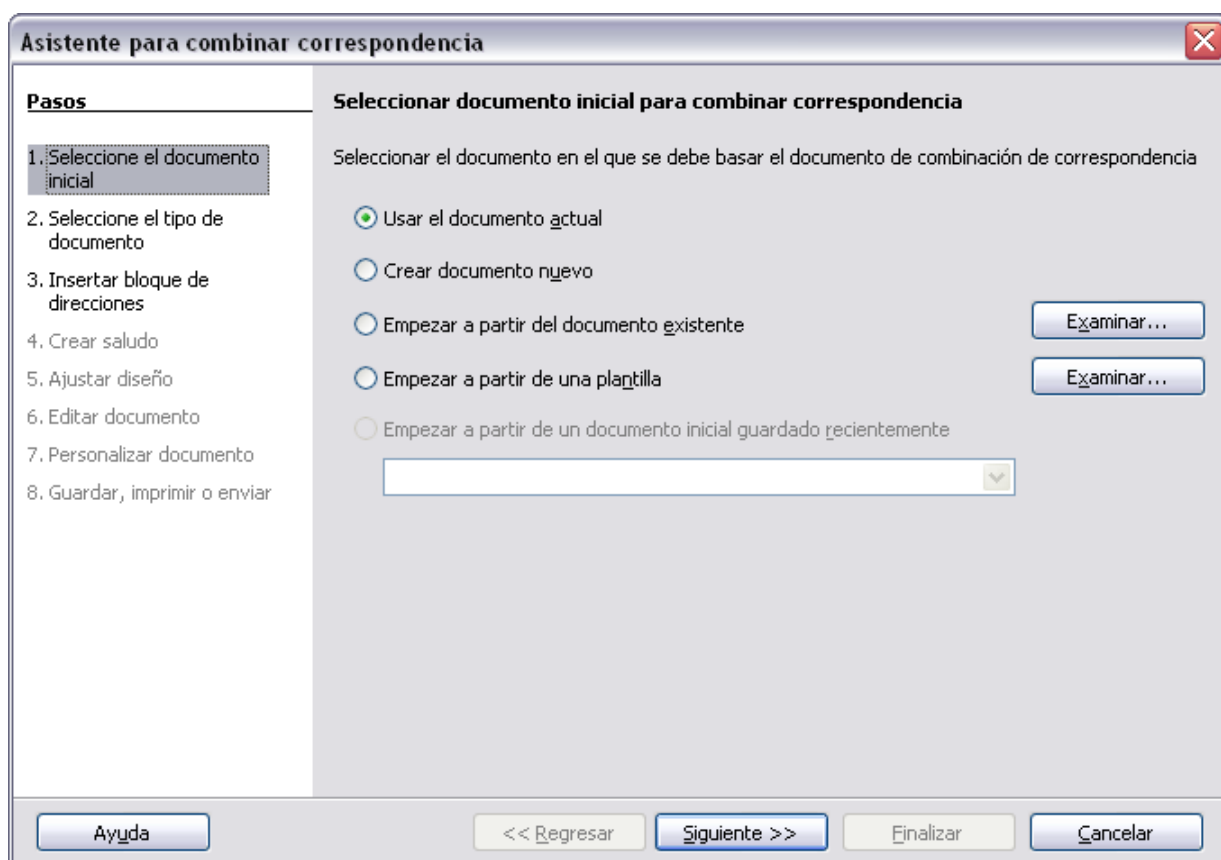 Asistente para combinar correspondencia
Pasos
1. Seleccione el documento
inicial
2. Seleccione el tipo de
documento
3. Insertar bloque de
direcciones
4. Crear saludo
5. Ajustar diseño
6. Editar documento
7. Personalizar documento
8. Guardar, imprimir o enviar
Seleccionar documento inicial para combinar correspondencia
Seleccionar el documento en el que se debe basar el documento de combinación de correspondencia
Usar el documento actual
Crear documento nuevo
Empezar a partir del documento existente
Examinar...
Empezar a partir de una plantilla
Examinar...
Empezar a partir de un documento inicial guardado recientemente
Ayuda
<< Regresar
Siguiente >>
Finalizar
Cancelar